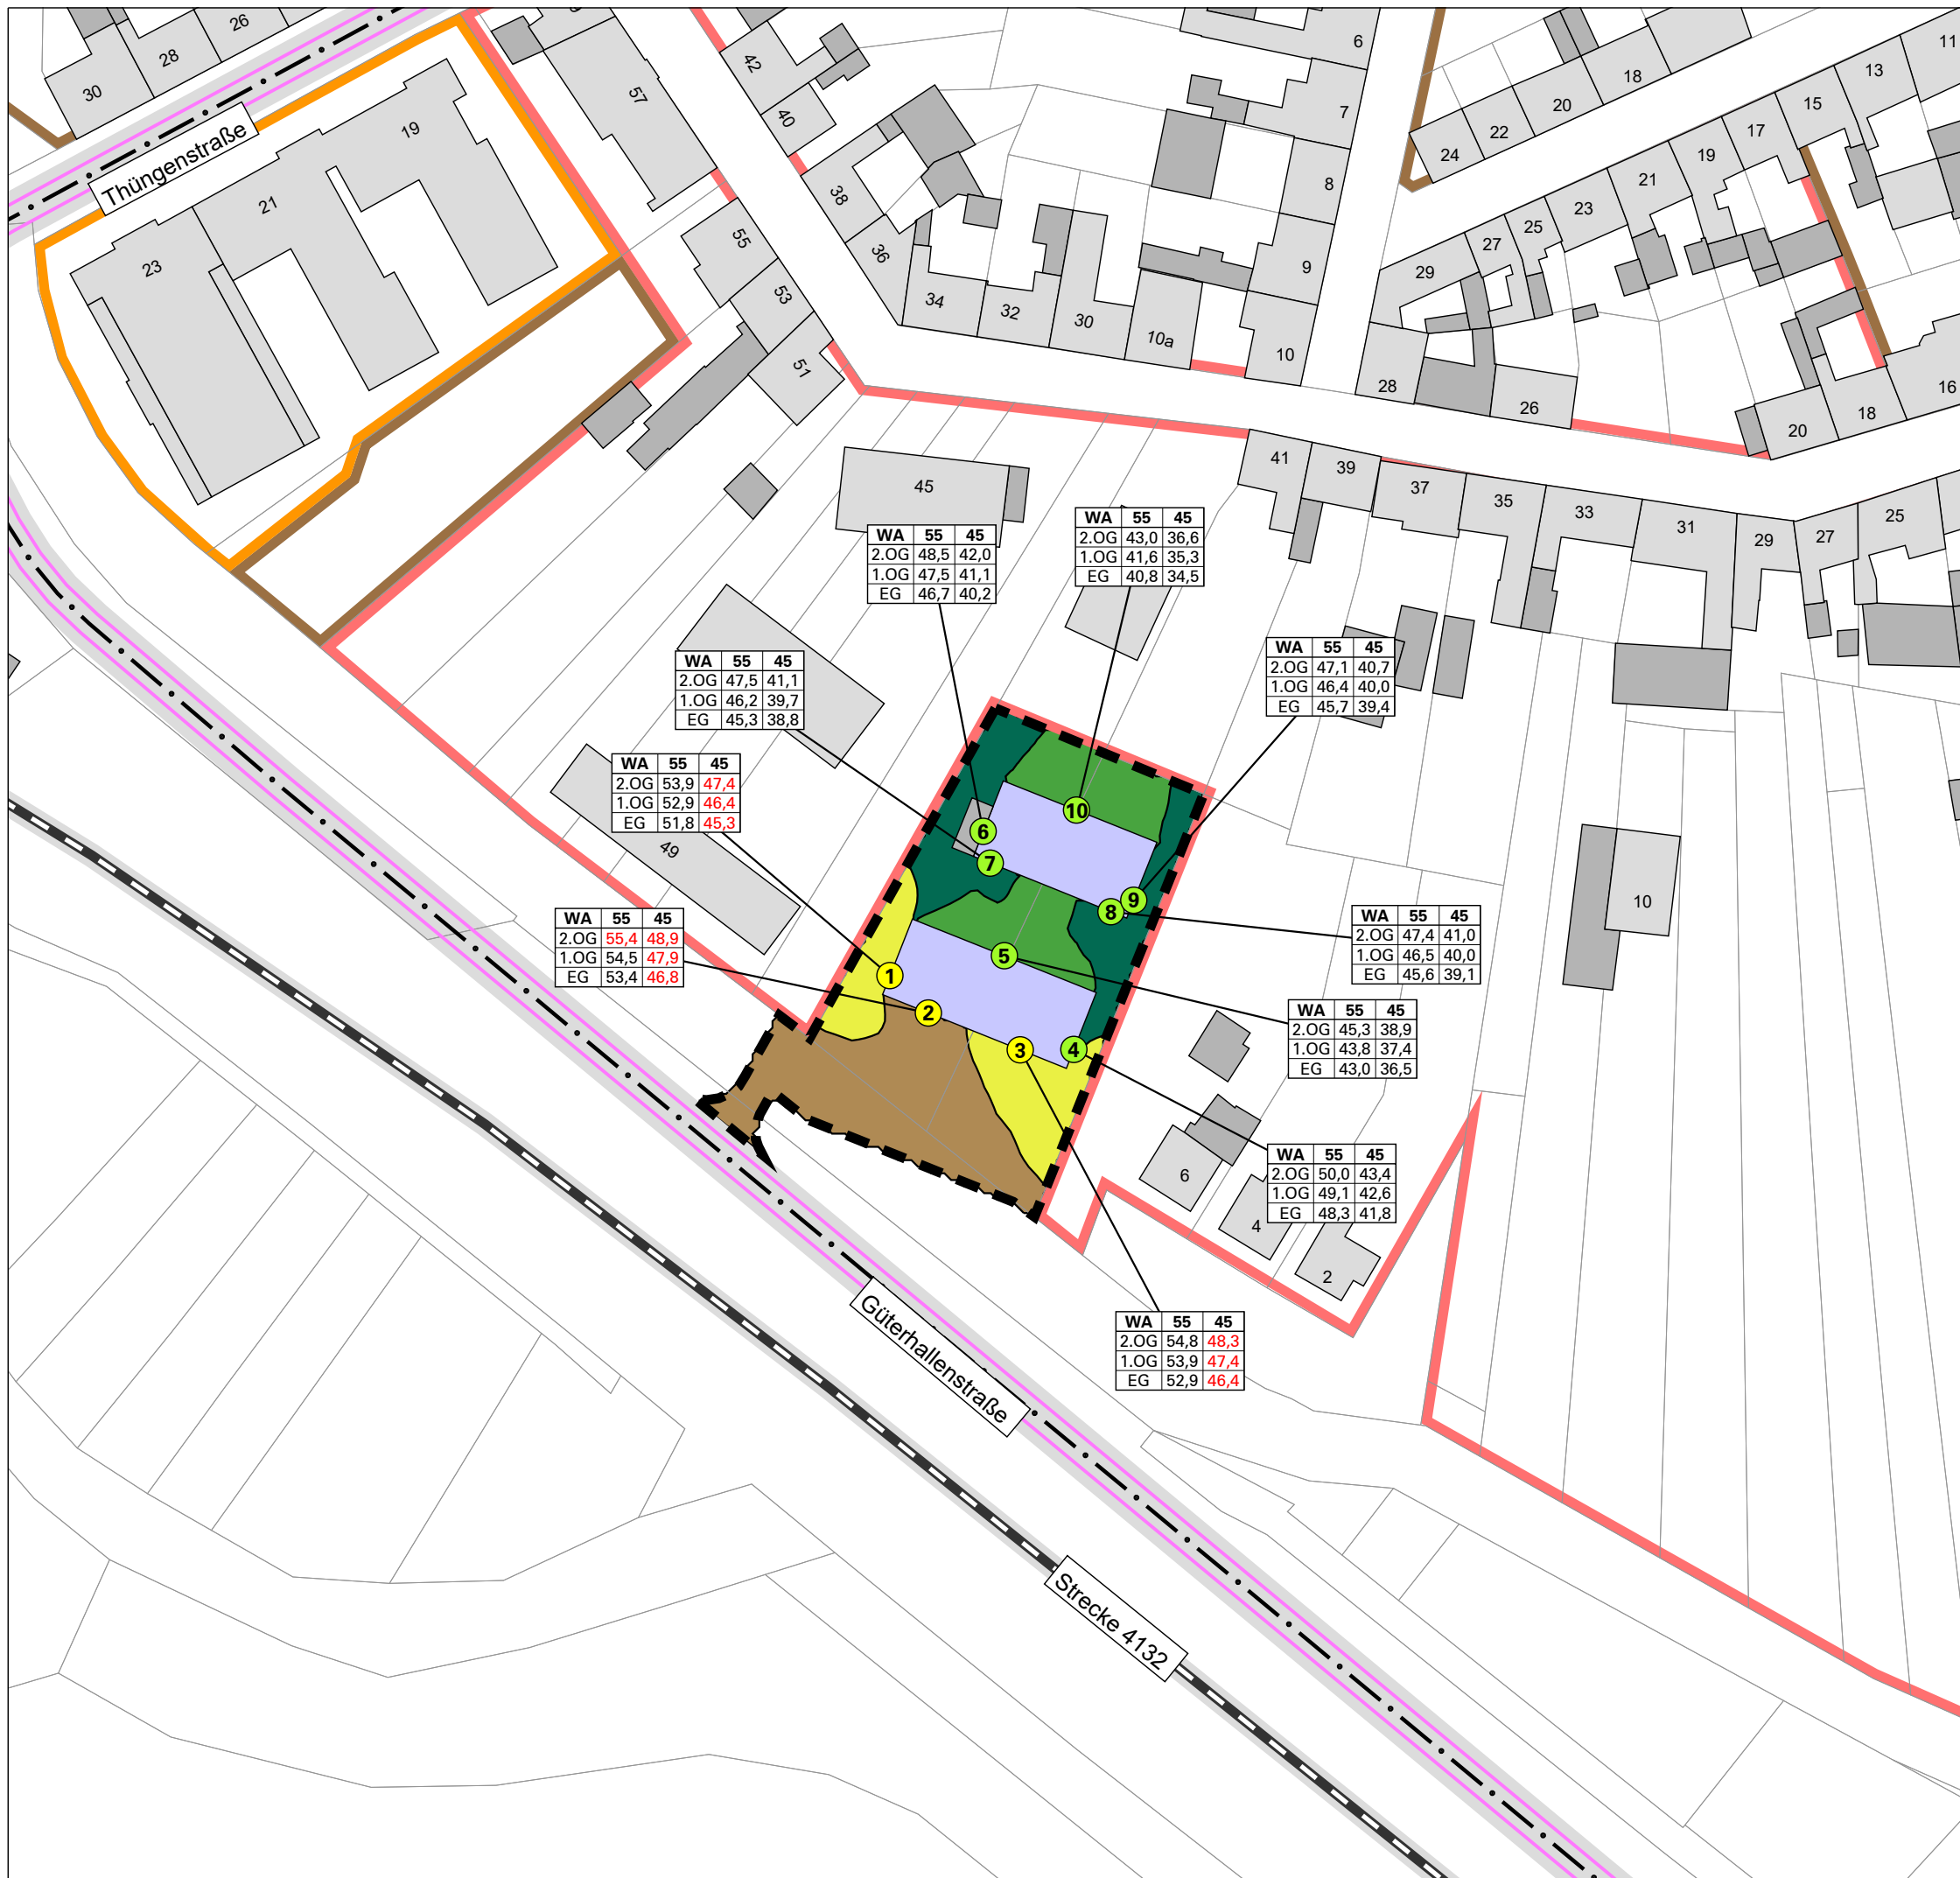 26
28
30
Thüngenstraße
19
21
23
57
55
53
51
42
40
38
36
34
32
30
10a
10
9
8
7
6
11
13
15
17
18
20
22
24
19
21
23
25
27
29
28
26
16
18
20
45
41
39
37
35
33
31
29
27
25
WA 55 45
2.OG 48,5 42,0
1.OG 47,5 41,1
EG 46,7 40,2
WA 55 45
2.OG 43,0 36,6
1.OG 41,6 35,3
EG 40,8 34,5
WA 55 45
2.OG 47,1 40,7
1.OG 46,4 40,0
EG 45,7 39,4
WA 55 45
2.OG 47,5 41,1
1.OG 46,2 39,7
EG 45,3 38,8
WA 55 45
2.OG 53,9 47,4
1.OG 52,9 46,4
EG 51,8 45,3
49
10
6
7
10
9
8
5
1
2
3
4
WA 55 45
2.OG 55,4 48,9
1.OG 54,5 47,9
EG 53,4 46,8
WA 55 45
2.OG 47,4 41,0
1.OG 46,5 40,0
EG 45,6 39,1
WA 55 45
2.OG 45,3 38,9
1.OG 43,8 37,4
EG 43,0 36,5
WA 55 45
2.OG 50,0 43,4
1.OG 49,1 42,6
EG 48,3 41,8
6
4
2
WA 55 45
2.OG 54,8 48,3
1.OG 53,9 47,4
EG 52,9 46,4
Güterhallenstraße
Strecke 4132